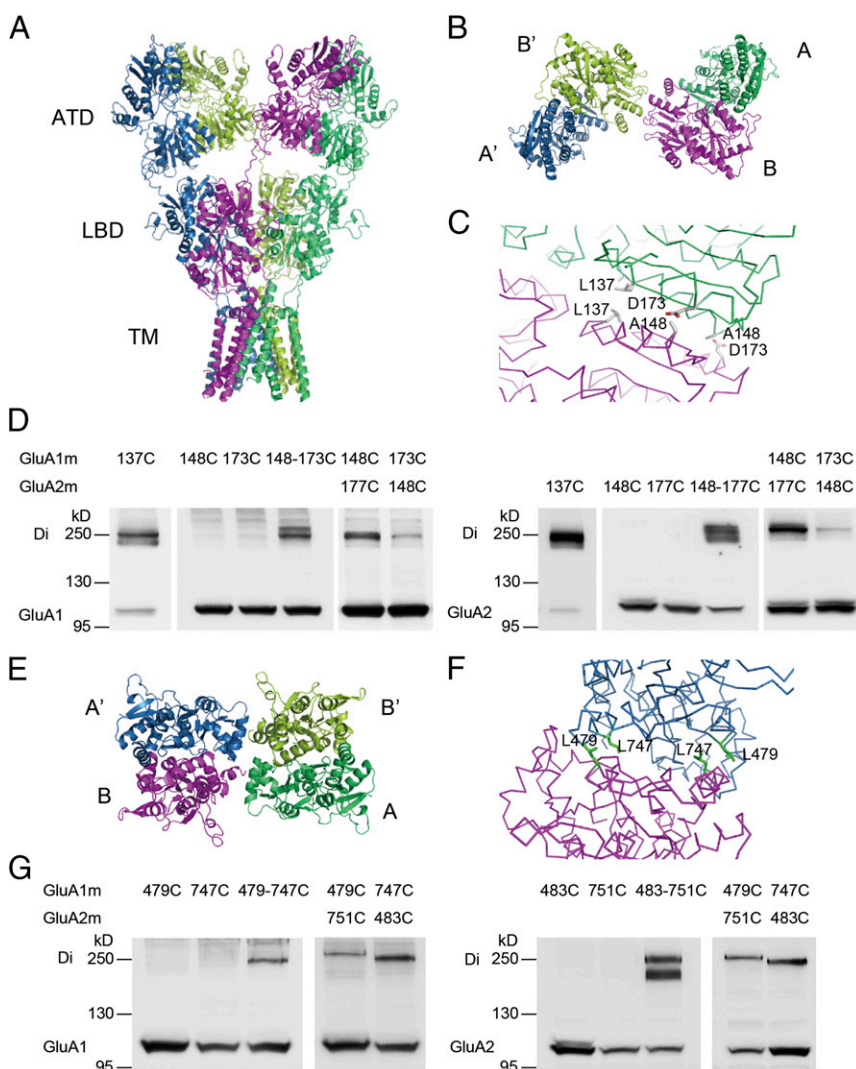 A
ATD
LBD
TM
B
B'
A
A'
B
C
L137
D173
L137
A148
A148
D173
D
GluA1m 137C 148C 173C 148-173C 148C 173C
GluA2m 177C 148C
kD
Di 250
130
GluA1
95
148C 173C
137C 148C 177C 148-177C 177C 148C
kD
Di 250
130
GluA2
95
E
A'
B'
B
A
F
L479
L747
L747
L479
G
GluA1m 479C 747C 479-747C 479C 747C
GluA2m 751C 483C
kD
Di 250
130
GluA1
95
483C 751C 483-751C 479C 747C
751C 483C
kD
Di 250
130
GluA2
95